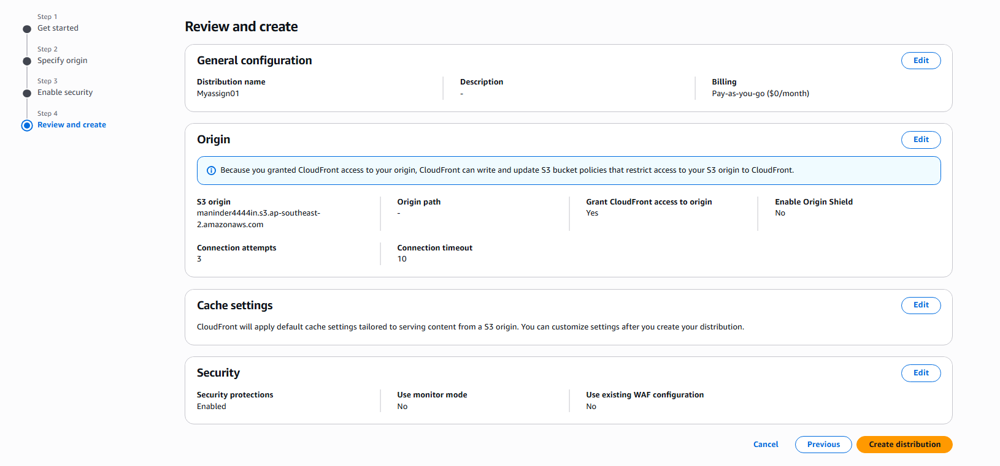 Step 1
Get started
Step 2
Specify origin
Step 3
Enable security
Step 4
Review and create
Review and create
General configuration
Edit
Distribution name
Myassign01
Description
-
Billing
Pay-as-you-go ($0/month)
Origin
Edit
Because you granted CloudFront access to your origin, CloudFront can write and update S3 bucket policies that restrict access to your S3 origin to CloudFront.
S3 origin
maninder4444in.s3.ap-southeast-
2.amazonaws.com
Origin path
-
Grant CloudFront access to origin
Yes
Enable Origin Shield
No
Connection attempts
3
Connection timeout
10
Cache settings
Edit
CloudFront will apply default cache settings tailored to serving content from a S3 origin. You can customize settings after you create your distribution.
Security
Edit
Security protections
Enabled
Use monitor mode
No
Use existing WAF configuration
No
Cancel
Previous
Create distribution